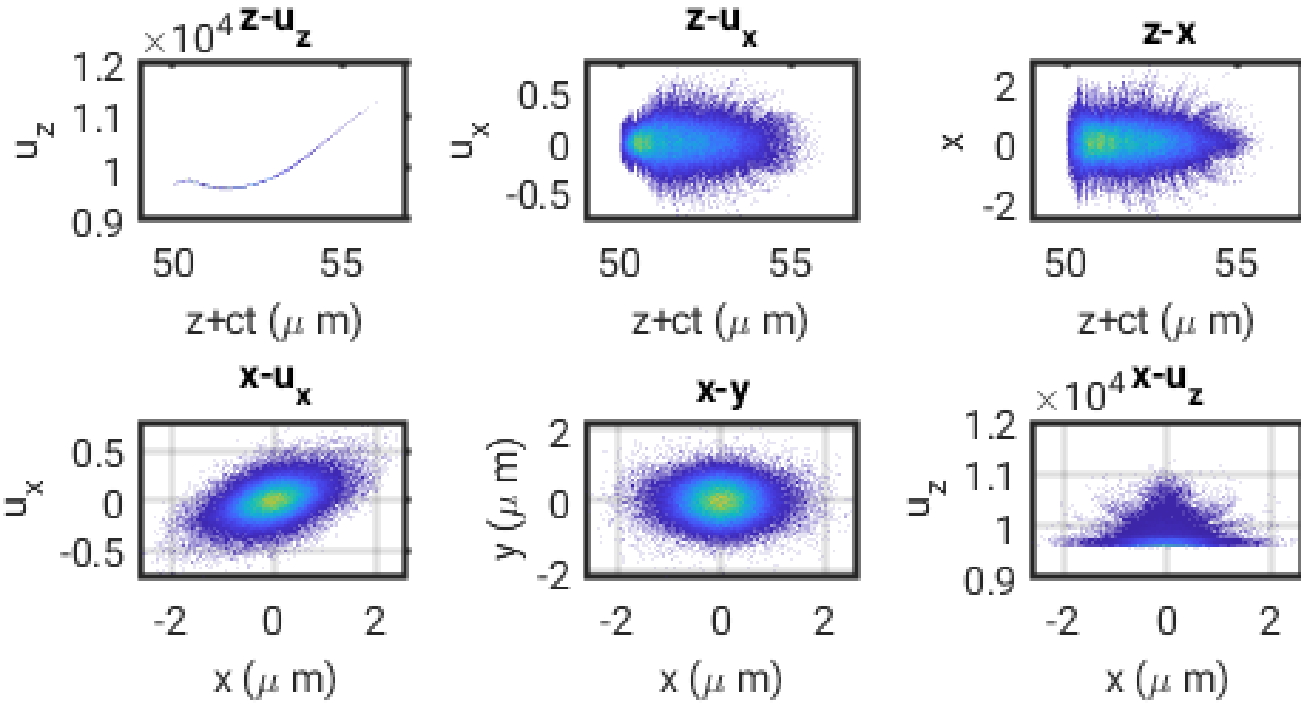 ×10⁴ z-u_z
1.2
1.1
1
0.9
u_z
50 55
z+ct (μ m)
z-u_x
0.5
0
-0.5
u_x
50 55
z+ct (μ m)
z-x
2
0
-2
x
50 55
z+ct (μ m)
x-u_x
0.5
0
-0.5
u_x
-2 0 2
x (μ m)
x-y
2
0
-2
y (μ m)
-2 0 2
x (μ m)
×10⁴ x-u_z
1.2
1.1
1
0.9
u_z
-2 0 2
x (μ m)